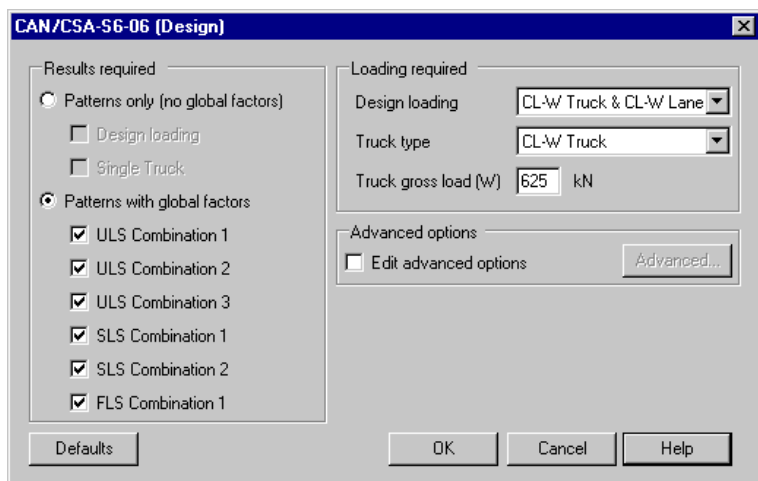 CAN/CSA-S6-06 (Design)
Results required
Patterns only (no global factors)
Design loading
Single Truck
Patterns with global factors
ULS Combination 1
ULS Combination 2
ULS Combination 3
SLS Combination 1
SLS Combination 2
FLS Combination 1
Loading required
Design loading CL-W Truck & CL-W Lane
Truck type CL-W Truck
Truck gross load (W) 625 kN
Advanced options
Edit advanced options Advanced...
Defaults OK Cancel Help